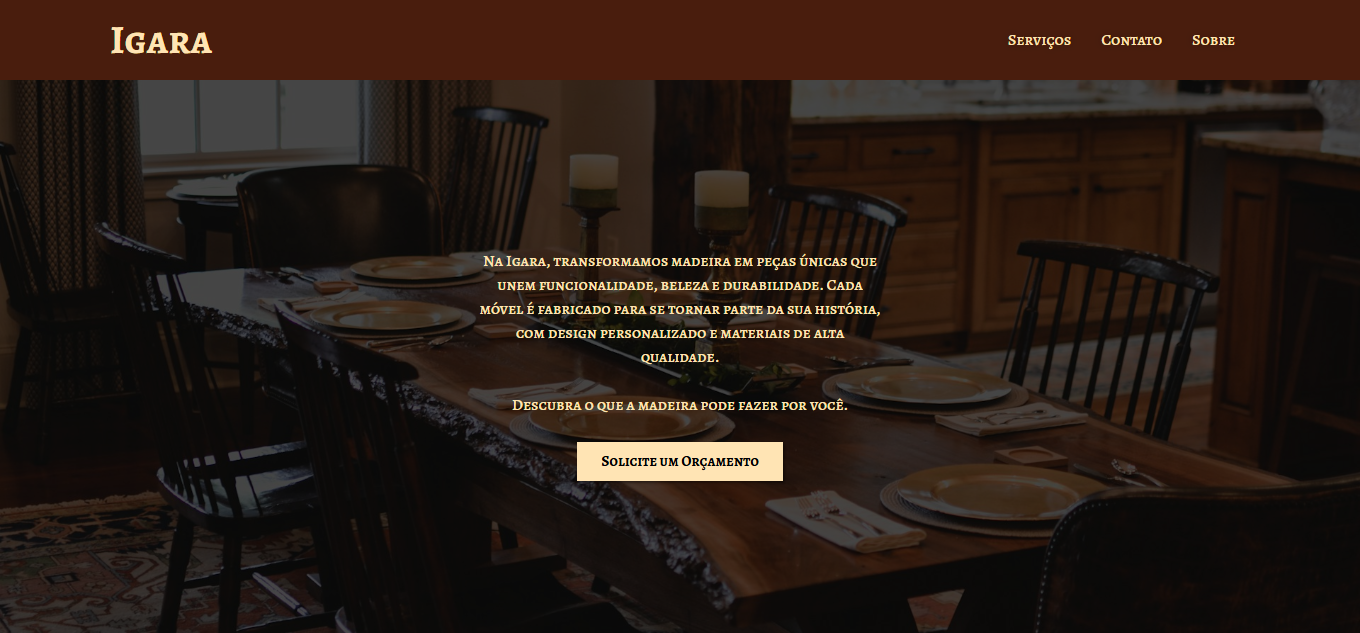 Igara
Serviços Contato Sobre
Na Igara, transformamos madeira em peças únicas que
unem funcionalidade, beleza e durabilidade. Cada
móvel é fabricado para se tornar parte da sua história,
com design personalizado e materiais de alta
qualidade.
Descubra o que a madeira pode fazer por você.
Solicite um Orçamento